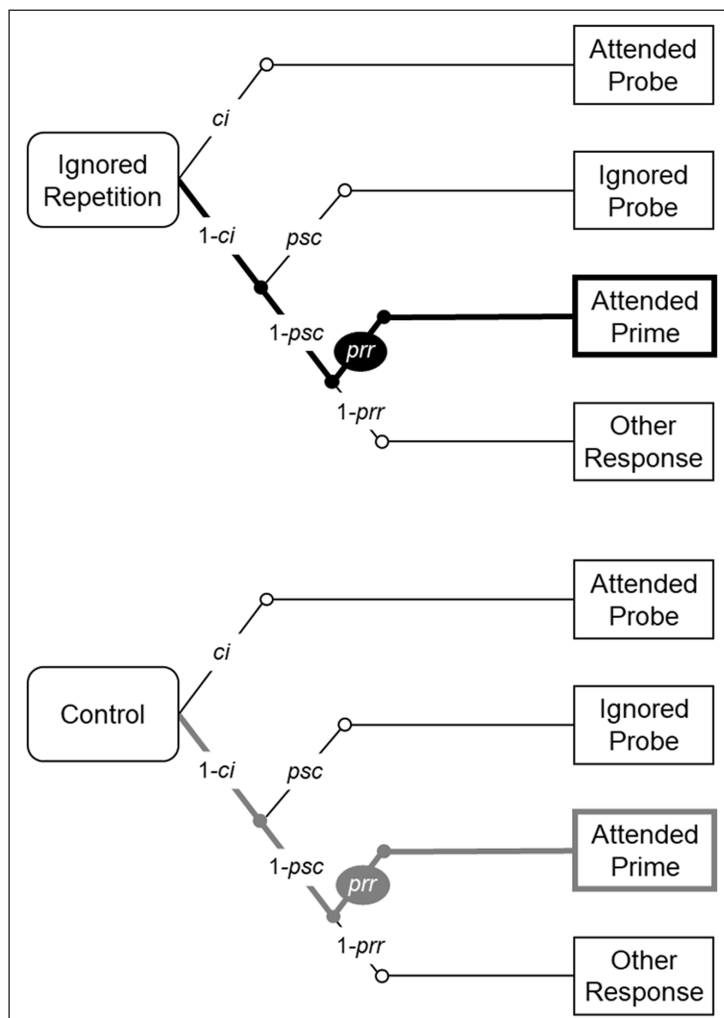 Attended
Probe
ci
Ignored
Repetition
Ignored
Probe
1-ci
psc
Attended
Prime
1-psc
prr
1-prr
Other
Response
Attended
Probe
ci
Control
Ignored
Probe
1-ci
psc
Attended
Prime
1-psc
prr
1-prr
Other
Response